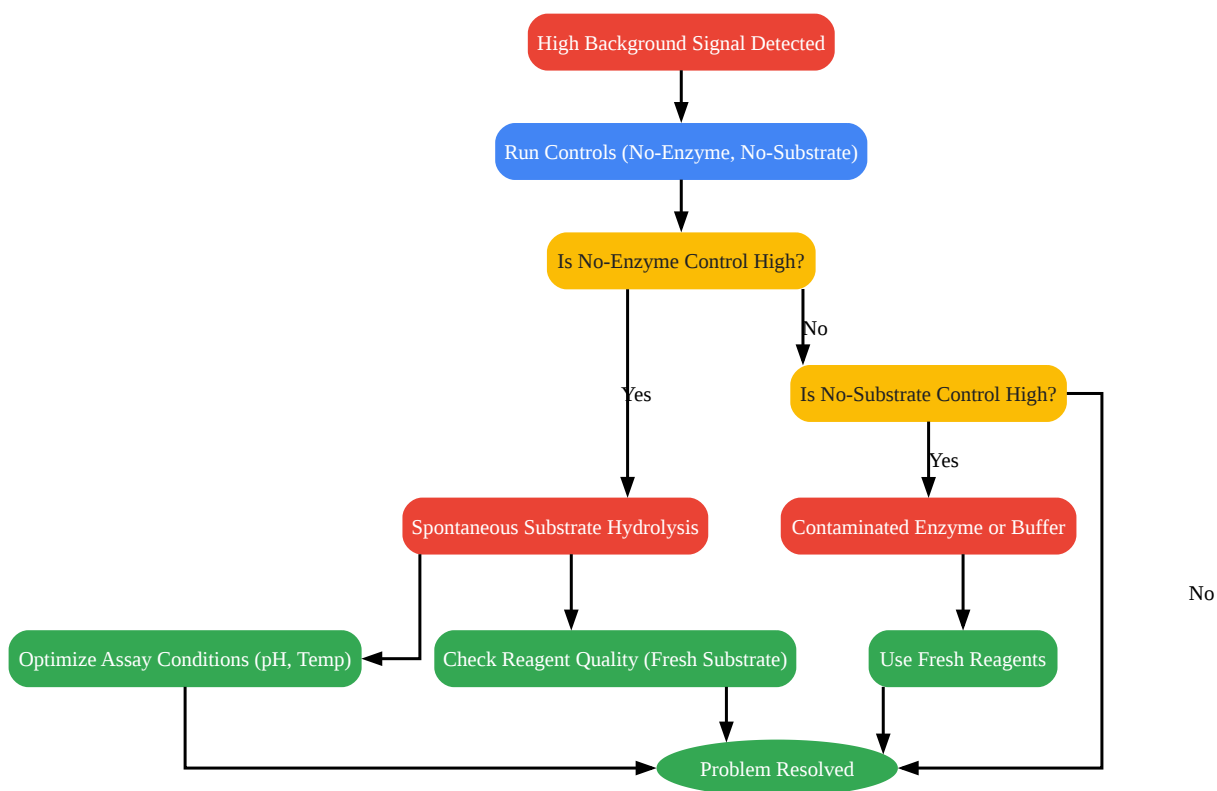 High Background Signal Detected
Run Controls (No-Enzyme, No-Substrate)
Is No-Enzyme Control High?
No
Yes
Is No-Substrate Control High?
Yes
Spontaneous Substrate Hydrolysis
Contaminated Enzyme or Buffer
No
Optimize Assay Conditions (pH, Temp)
Check Reagent Quality (Fresh Substrate)
Use Fresh Reagents
Problem Resolved